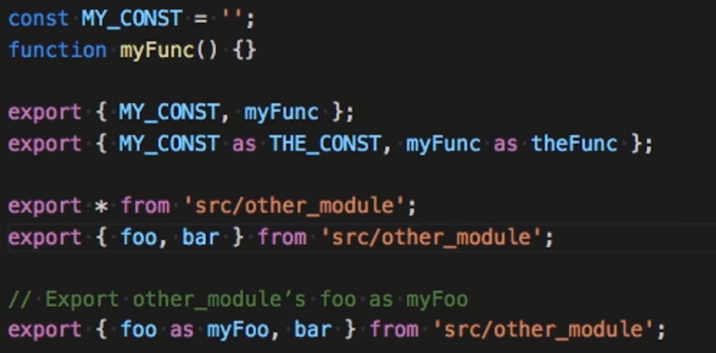 const MY_CONST = '';
function myFunc() {}
export { MY_CONST, myFunc };
export { MY_CONST as THE_CONST, myFunc as theFunc };
export * from 'src/other_module';
export { foo, bar } from 'src/other_module';
// Export other_module’s foo as myFoo
export { foo as myFoo, bar } from 'src/other_module';